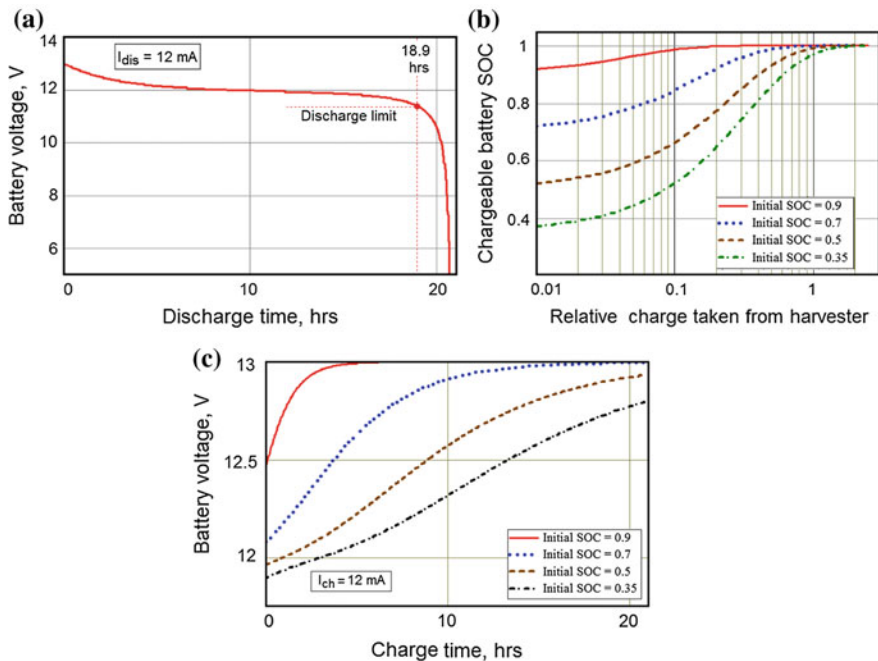 (a)
Battery voltage, V
14
12
10
8
6
I_dis = 12 mA
18.9
hrs
Discharge limit
0
10
20
Discharge time, hrs
(b)
Chargeable battery SOC
1
0.8
0.6
0.4
Initial SOC = 0.9
Initial SOC = 0.7
Initial SOC = 0.5
Initial SOC = 0.35
0.01
0.1
1
Relative charge taken from harvester
(c)
Battery voltage, V
13
12.5
12
I_ch = 12 mA
Initial SOC = 0.9
Initial SOC = 0.7
Initial SOC = 0.5
Initial SOC = 0.35
0
10
20
Charge time, hrs